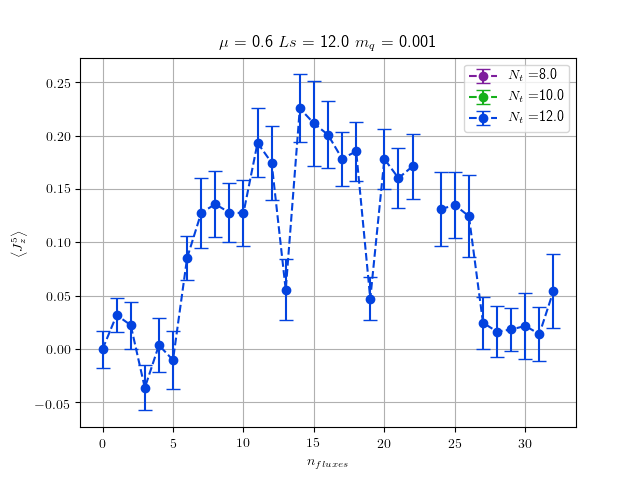 μ = 0.6 Ls = 12.0 m_q = 0.001
N_t =8.0
N_t =10.0
N_t =12.0
0.25
0.20
0.15
0.10
0.05
0.00
−0.05
⟨J_z^5⟩
0 5 10 15 20 25 30
n_{fluxes}